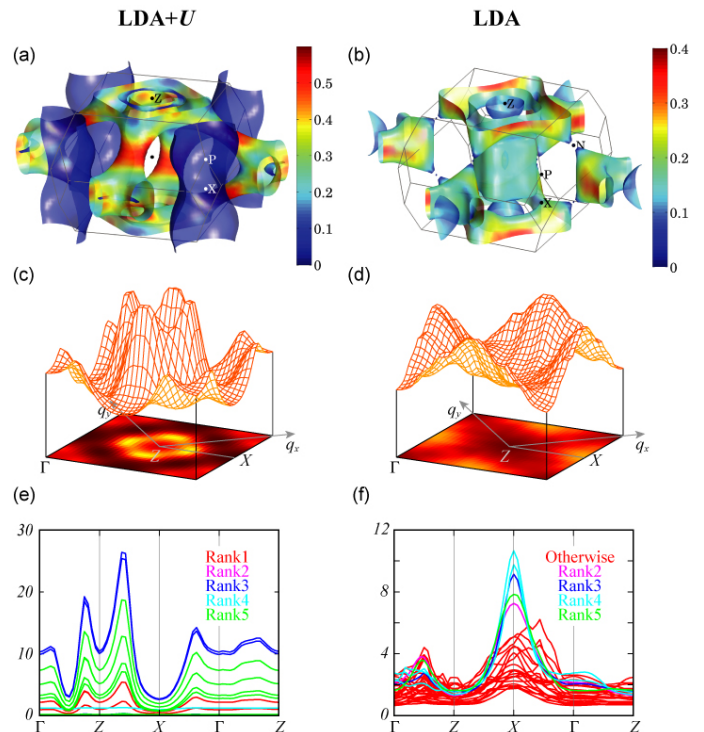 LDA+U LDA
(a) (b)
0.5
0.4
0.3
0.2
0.1
0
Z
P
X
0.4
0.3
0.2
0.1
0
Z
N
P
X
(c) (d)
q_y
q_x
Γ Z X
q_y
q_x
Γ Z X
(e) (f)
30
20
10
0
Rank1
Rank2
Rank3
Rank4
Rank5
Γ Z X Γ Z
12
8
4
0
Otherwise
Rank2
Rank3
Rank4
Rank5
Γ Z X Γ Z